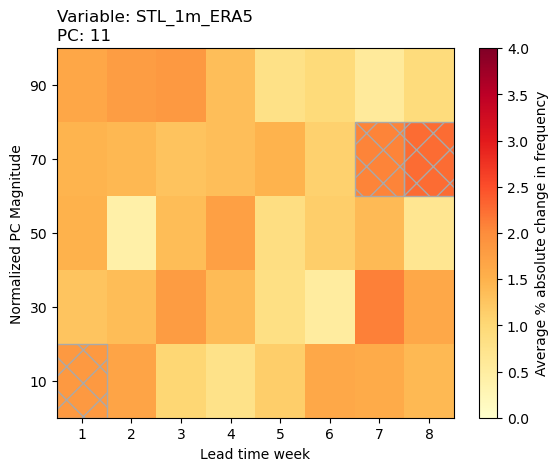 Variable: STL_1m_ERA5
PC: 11
Normalized PC Magnitude
90
70
50
30
10
1 2 3 4 5 6 7 8
Lead time week
4.0
3.5
3.0
2.5
2.0
1.5
1.0
0.5
0.0
Average % absolute change in frequency